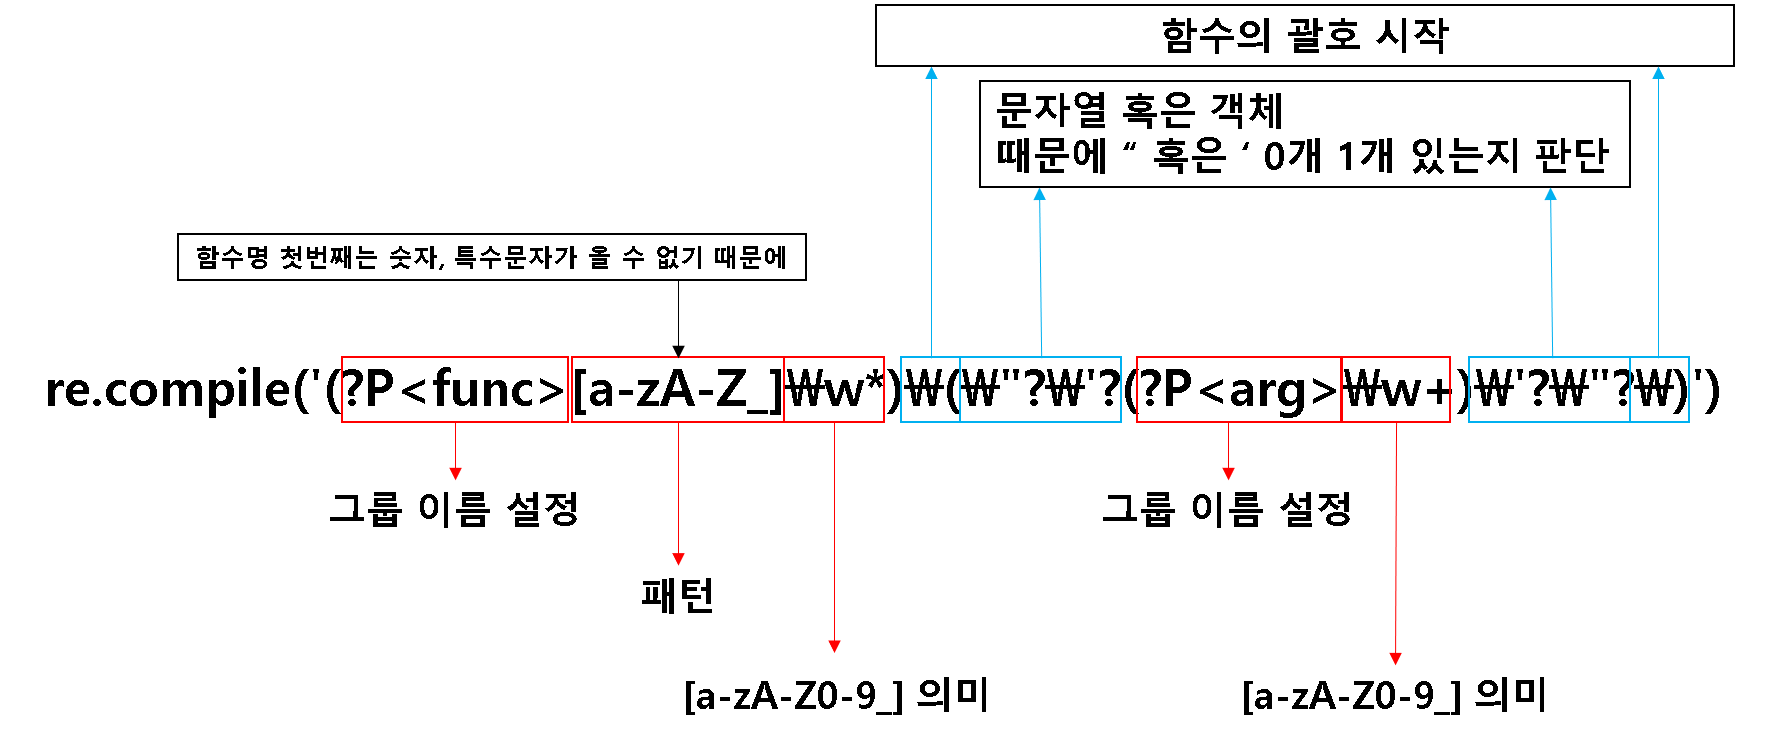 함수의 괄호 시작
문자열 혹은 객체
때문에 “ 혹은 ‘ 0개 1개 있는지 판단
함수명 첫번째는 숫자, 특수문자가 올 수 없기 때문에
re.compile('(?P<func>[a-zA-Z_]₩w*)₩(₩"?₩'?(?P<arg>₩w+)₩'?₩"?₩)')
그룹 이름 설정
그룹 이름 설정
패턴
[a-zA-Z0-9_] 의미
[a-zA-Z0-9_] 의미